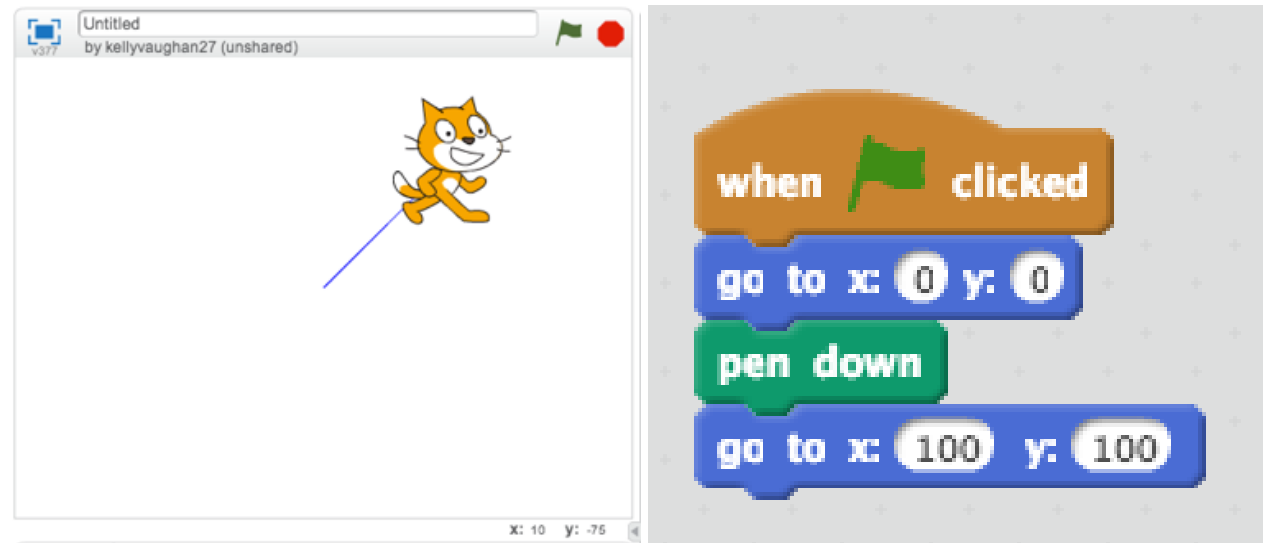 Untitled
v377
by kellyvaughan27 (unshared)
x: 10 y: -75
when clicked
go to x: 0 y: 0
pen down
go to x: 100 y: 100